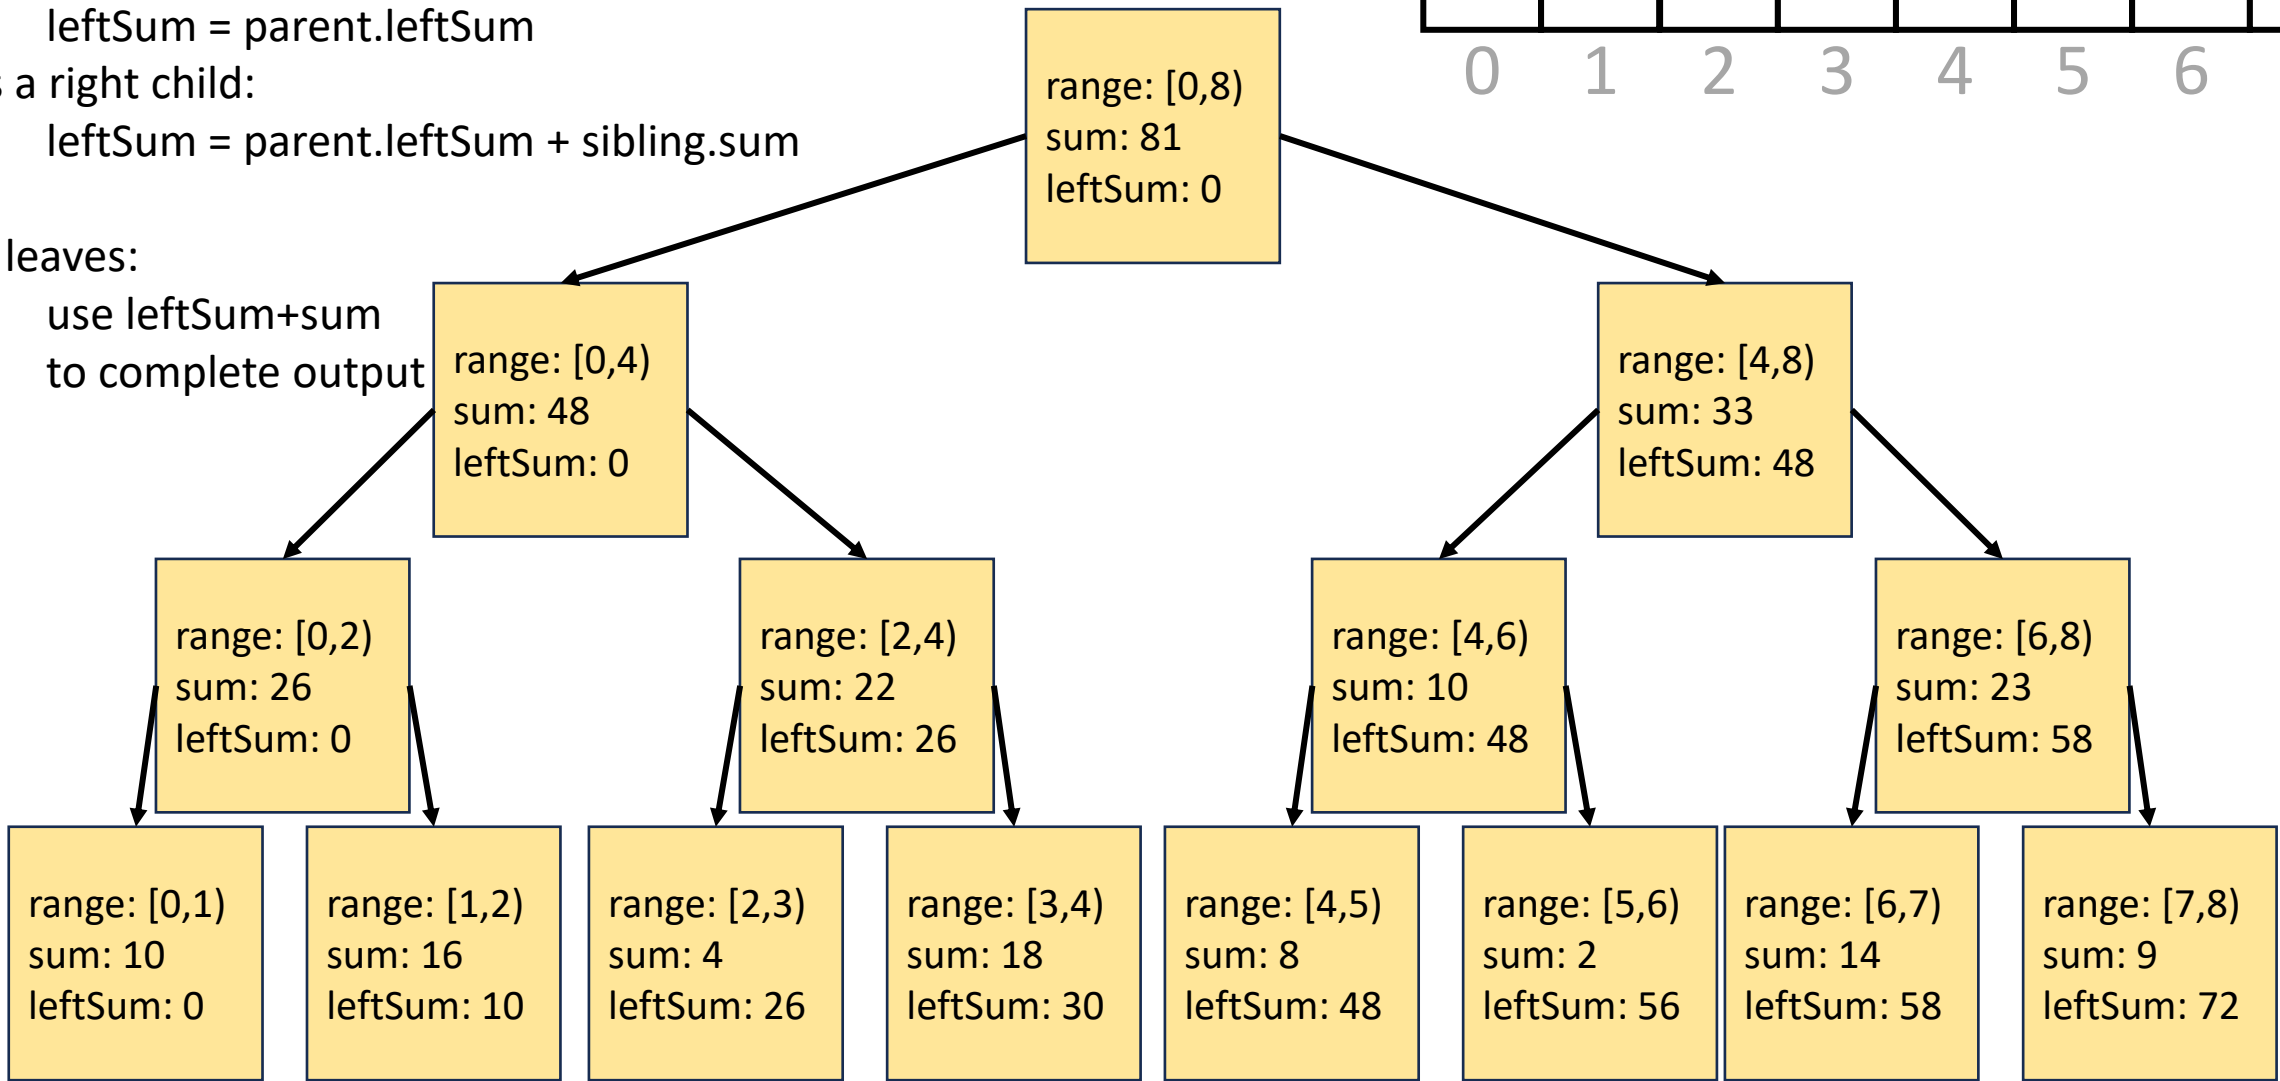 leftSum = parent.leftSum
s a right child:
leftSum = parent.leftSum + sibling.sum
leaves:
use leftSum+sum
to complete output
0 1 2 3 4 5 6
range: [0,8)
sum: 81
leftSum: 0
range: [0,4)
sum: 48
leftSum: 0
range: [4,8)
sum: 33
leftSum: 48
range: [0,2)
sum: 26
leftSum: 0
range: [2,4)
sum: 22
leftSum: 26
range: [4,6)
sum: 10
leftSum: 48
range: [6,8)
sum: 23
leftSum: 58
range: [0,1)
sum: 10
leftSum: 0
range: [1,2)
sum: 16
leftSum: 10
range: [2,3)
sum: 4
leftSum: 26
range: [3,4)
sum: 18
leftSum: 30
range: [4,5)
sum: 8
leftSum: 48
range: [5,6)
sum: 2
leftSum: 56
range: [6,7)
sum: 14
leftSum: 58
range: [7,8)
sum: 9
leftSum: 72